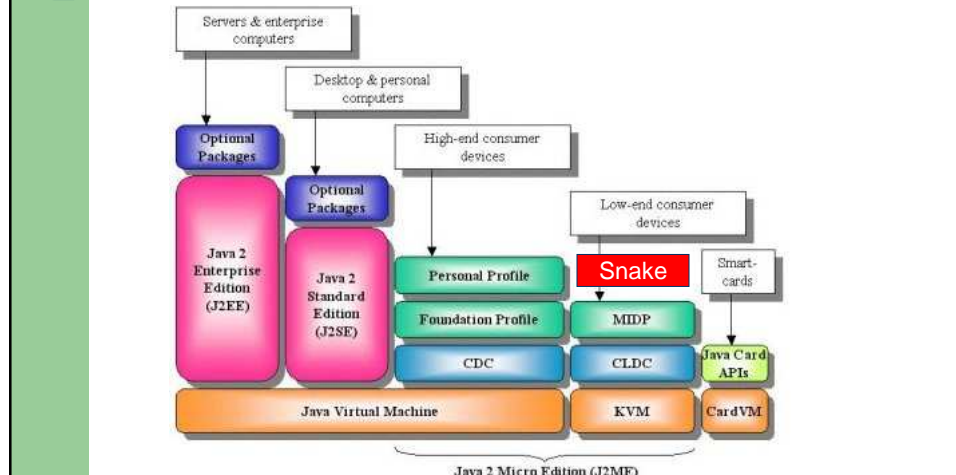 Servers & enterprise
computers
Desktop & personal
computers
Optional
Packages
High-end consumer
devices
Optional
Packages
Low-end consumer
devices
Java 2
Enterprise
Edition
(J2EE)
Java 2
Standard
Edition
(J2SE)
Personal Profile
Snake
Smart-
cards
Foundation Profile
MIDP
CDC
CLDC
Java Card
APIs
Java Virtual Machine
KVM
CardVM
Java 2 Micro Edition (J2ME)